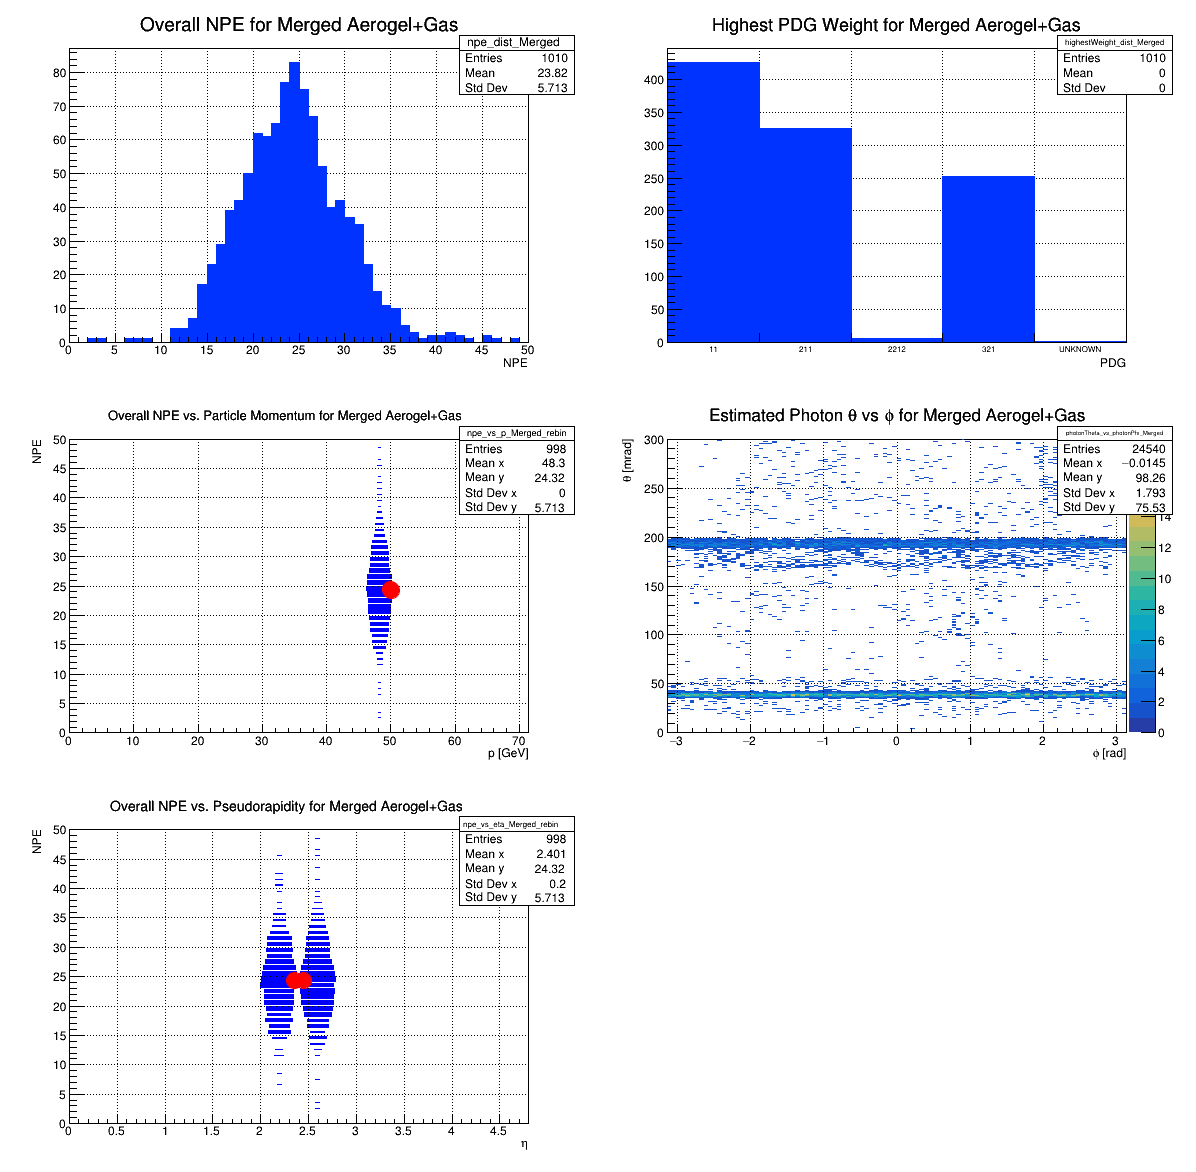 Overall NPE for Merged Aerogel+Gas
npe_dist_Merged
Entries 1010
Mean 23.82
Std Dev 5.713
80
70
60
50
40
30
20
10
0
0 5 10 15 20 25 30 35 40 45 50
NPE
Highest PDG Weight for Merged Aerogel+Gas
highestWeight_dist_Merged
Entries 1010
Mean 0
Std Dev 0
400
350
300
250
200
150
100
50
0
11 211 2212 321 UNKNOWN
PDG
Overall NPE vs. Particle Momentum for Merged Aerogel+Gas
npe_vs_p_Merged_rebin
Entries 998
Mean x 48.3
Mean y 24.32
Std Dev x 0
Std Dev y 5.713
NPE
50
45
40
35
30
25
20
15
10
5
0
0 10 20 30 40 50 60 70
p [GeV]
Estimated Photon θ vs ϕ for Merged Aerogel+Gas
photonTheta_vs_photonPhi_Merged
Entries 24540
Mean x −0.0145
Mean y 98.26
Std Dev x 1.793
Std Dev y 75.53
θ [mrad]
300
250
200
150
100
50
0
−3 −2 −1 0 1 2 3
ϕ [rad]
14
12
10
8
6
4
2
0
Overall NPE vs. Pseudorapidity for Merged Aerogel+Gas
npe_vs_eta_Merged_rebin
Entries 998
Mean x 2.401
Mean y 24.32
Std Dev x 0.2
Std Dev y 5.713
NPE
50
45
40
35
30
25
20
15
10
5
0
0 0.5 1 1.5 2 2.5 3 3.5 4 4.5
η